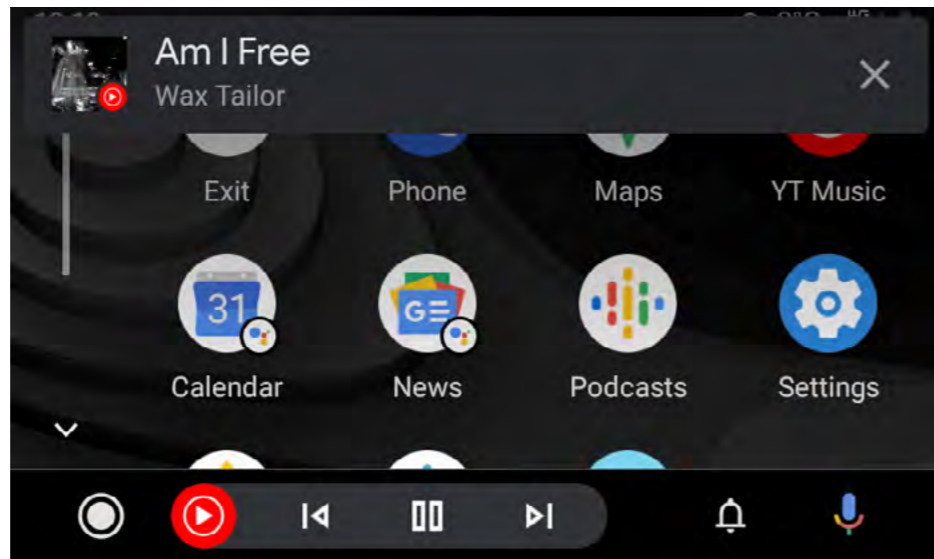 Am I Free
Wax Tailor
Exit Phone Maps YT Music
31
GE
Calendar News Podcasts Settings